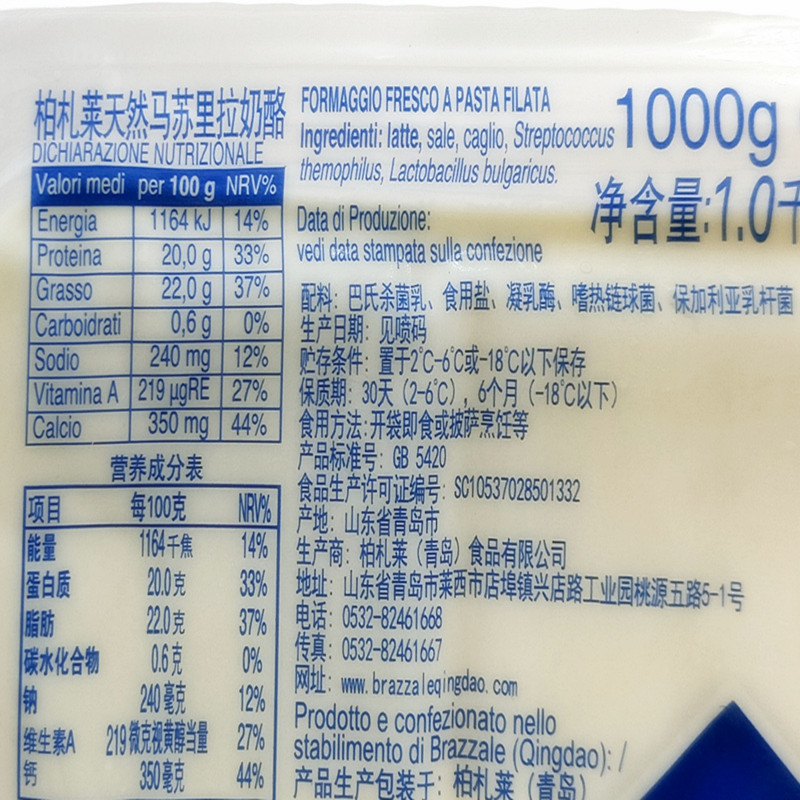 柏札莱天然马苏里拉奶酪
DICHIARAZIONE NUTRIZIONALE
Valori medi per 100 g NRV%
Energia 1164 kJ 14%
Proteina 20,0 g 33%
Grasso 22,0 g 37%
Carboidrati 0,6 g 0%
Sodio 240 mg 12%
Vitamina A 219 µgRE 27%
Calcio 350 mg 44%
营养成分表
项目 每100克 NRV%
能量 1164千焦 14%
蛋白质 20.0克 33%
脂肪 22.0克 37%
碳水化合物 0.6克 0%
钠 240毫克 12%
维生素A 219微克视黄醇当量 27%
钙 350毫克 44%
FORMAGGIO FRESCO A PASTA FILATA
Ingredienti: latte, sale, caglio, Streptococcus
themophilus, Lactobacillus bulgaricus.
1000g
净含量:1.0千
Data di Produzione:
vedi data stampata sulla confezione
配料：巴氏杀菌乳、食用盐、凝乳酶、嗜热链球菌、保加利亚乳杆菌
生产日期：见喷码
贮存条件：置于2℃-6℃或-18℃以下保存
保质期：30天（2-6℃），6个月（-18℃以下）
食用方法:开袋即食或披萨烹饪等
产品标准号：GB 5420
食品生产许可证编号：SC10537028501332
产地：山东省青岛市
生产商：柏札莱（青岛）食品有限公司
地址：山东省青岛市莱西市店埠镇兴店路工业园桃源五路5-1号
电话：0532-82461668
传真：0532-82461667
网址：www.brazzaleqingdao.com
Prodotto e confezionato nello
stabilimento di Brazzale (Qingdao): /
产品生产包装于：柏札莱（青岛）